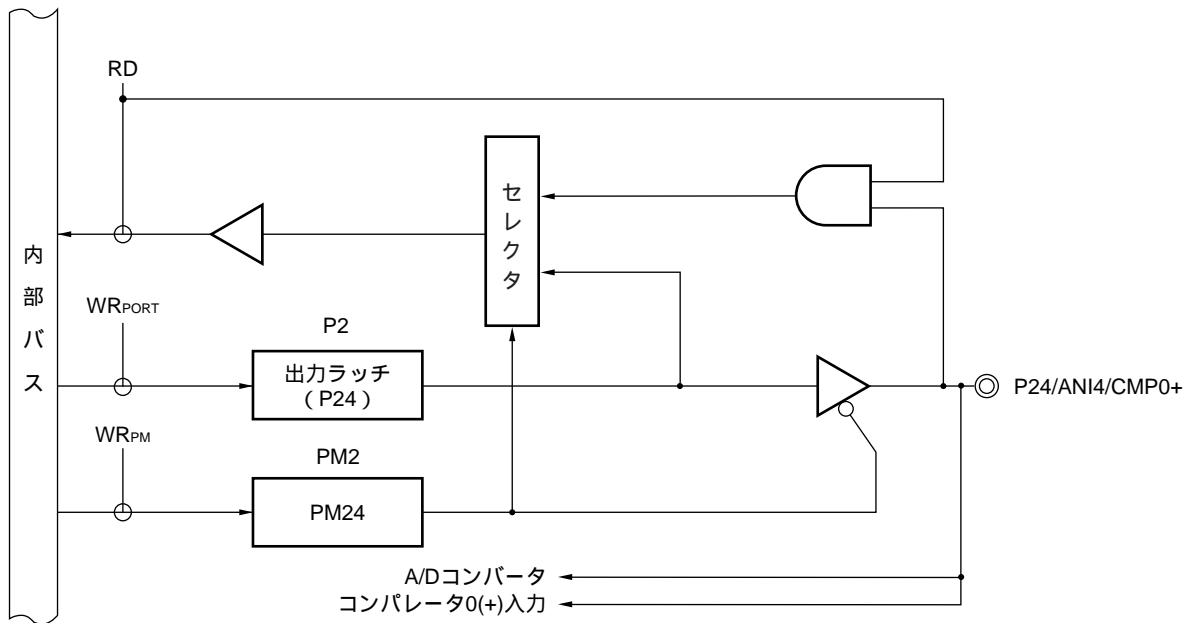 RD
セレクタ
内部バス
WRPORT
P2
出力ラッチ
(P24)
P24/ANI4/CMP0+
WRPM
PM2
PM24
A/Dコンバータ
コンパレータ0(+)入力